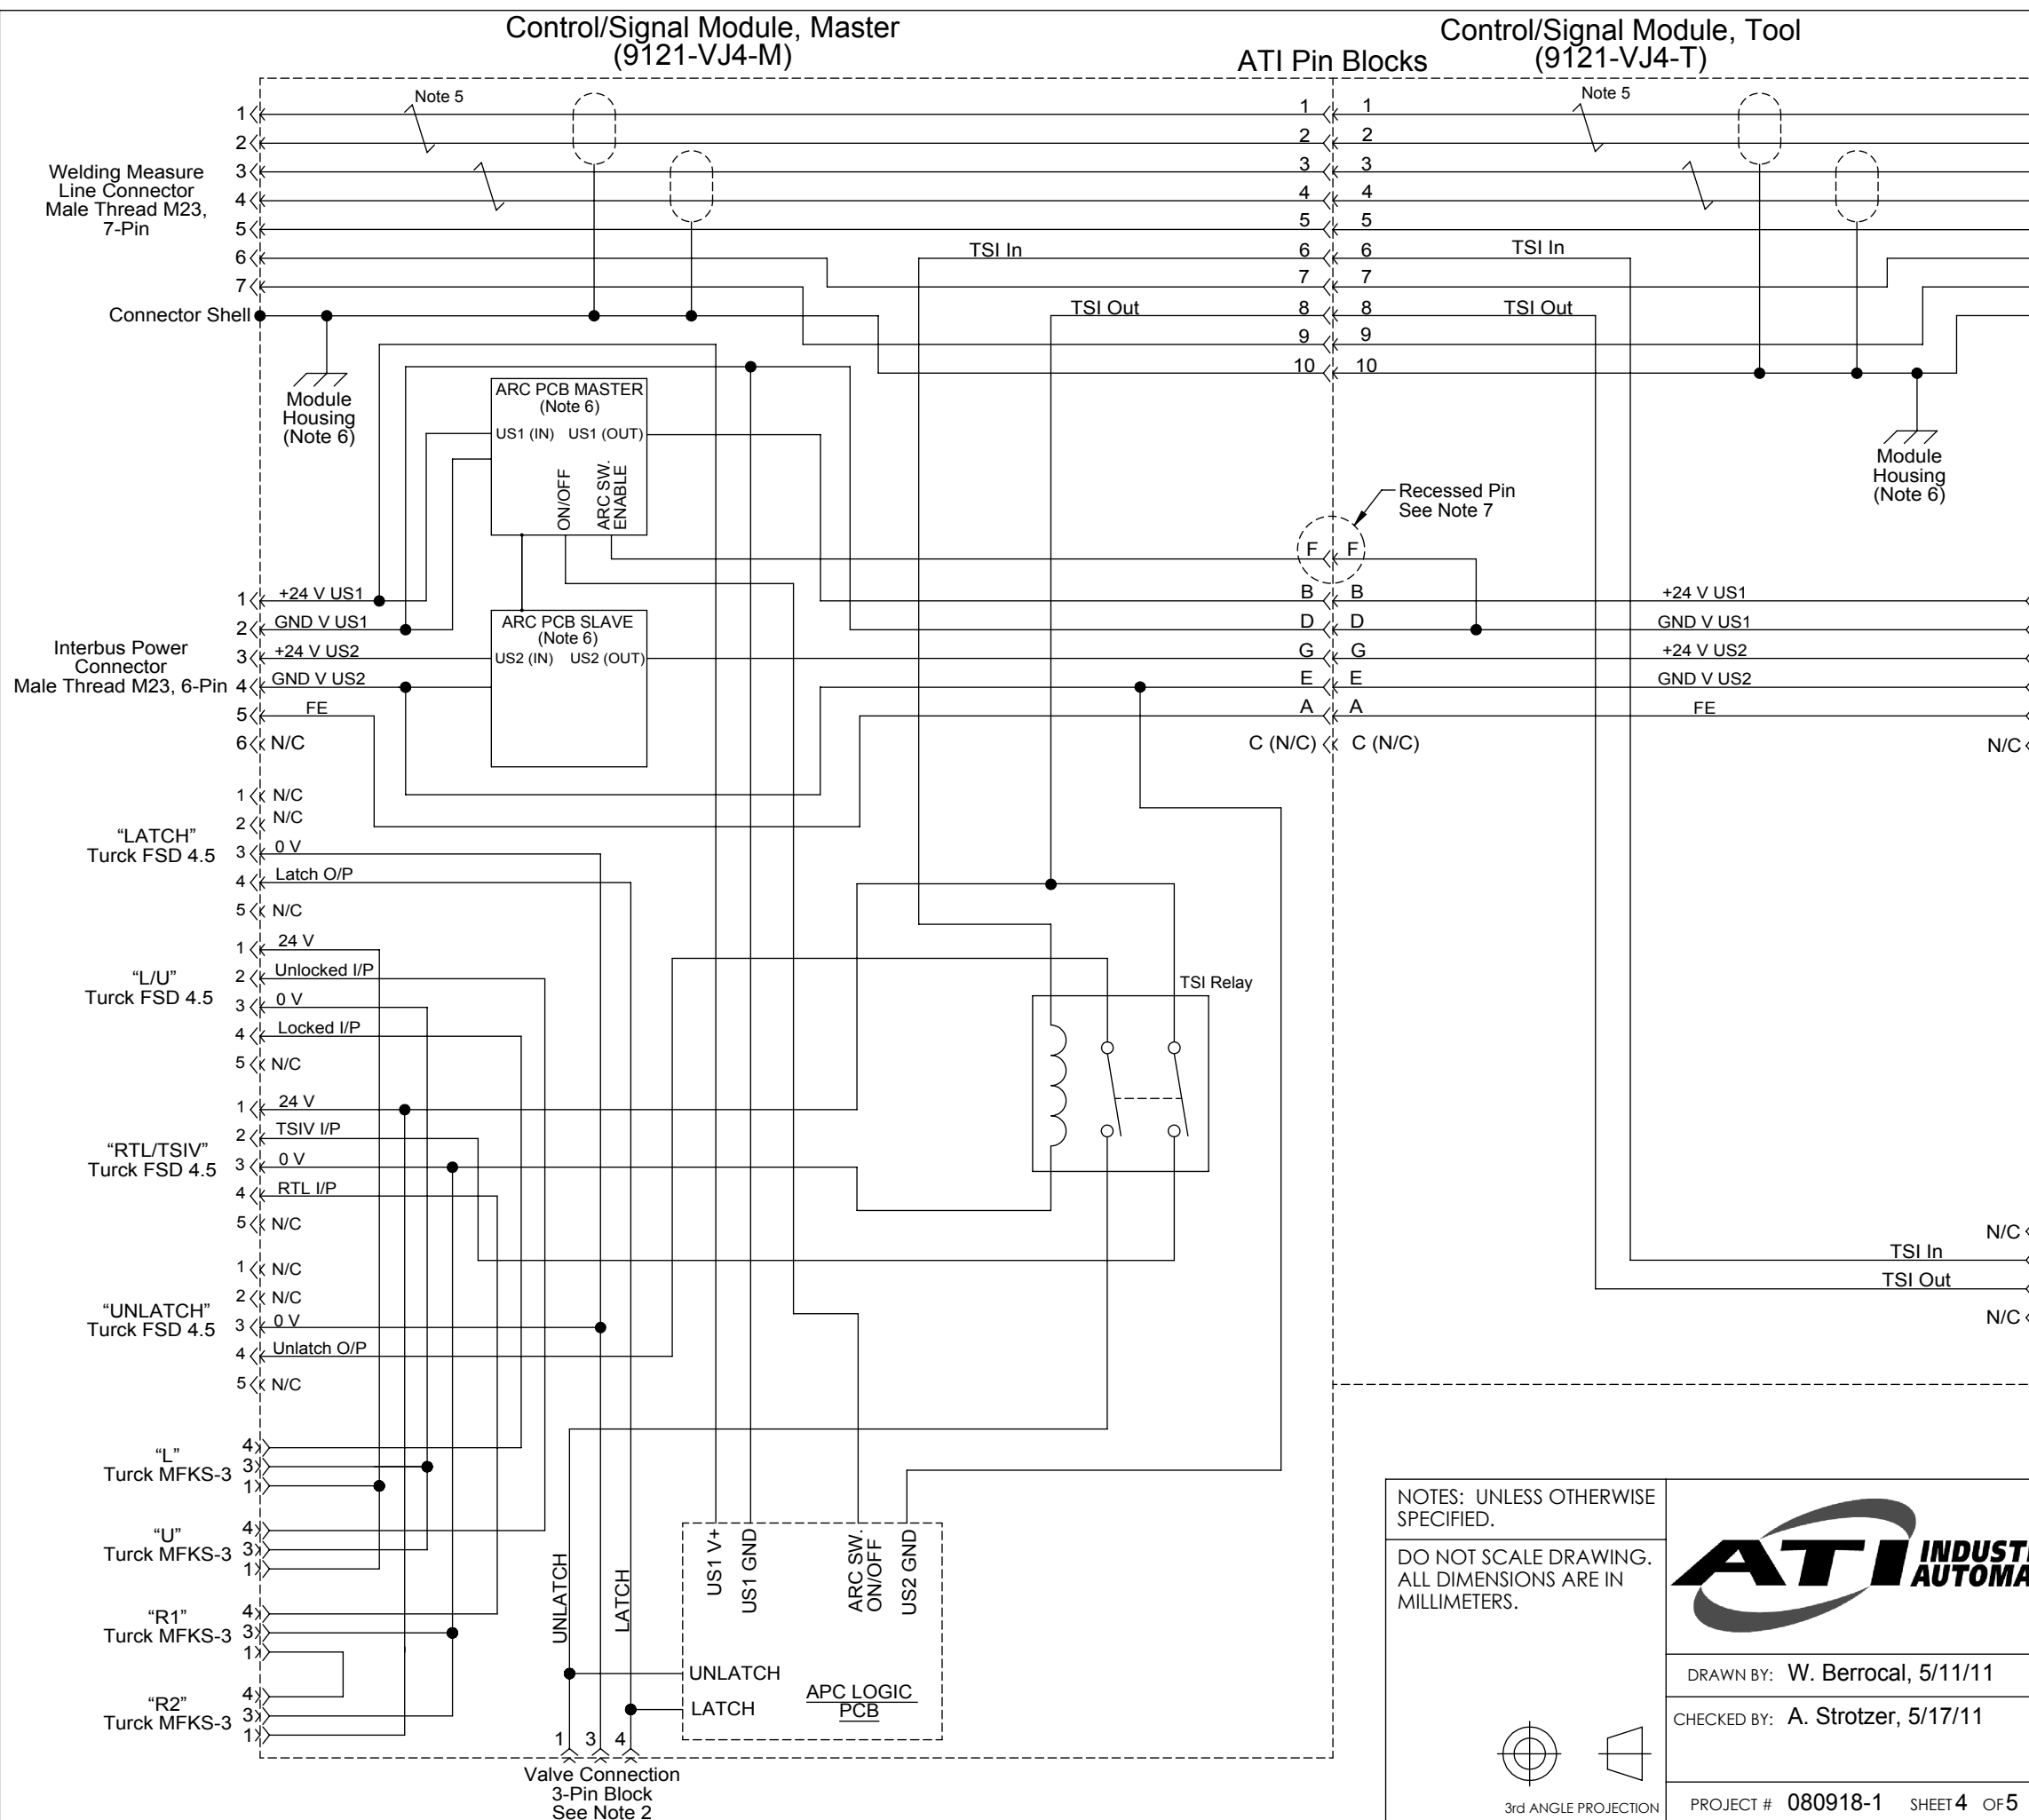 Control/Signal Module, Master
(9121-VJ4-M)
ATI Pin Blocks
Control/Signal Module, Tool
(9121-VJ4-T)
Note 5
Note 5
Welding Measure
Line Connector
Male Thread M23,
7-Pin
1
2
3
4
5
6
7
Connector Shell
TSI In
TSI Out
1 1
2 2
3 3
4 4
5 5
6 6
7 7
8 8
9 9
10 10
TSI In
TSI Out
Module
Housing
(Note 6)
ARC PCB MASTER
(Note 6)
US1 (IN) US1 (OUT)
ON/OFF
ARC SW.
ENABLE
Module
Housing
(Note 6)
Recessed Pin
See Note 7
F F
B B
D D
G G
E E
A A
C (N/C) C (N/C)
Interbus Power
Connector
Male Thread M23, 6-Pin
1 +24 V US1
2 GND V US1
3 +24 V US2
4 GND V US2
5 FE
6 N/C
ARC PCB SLAVE
(Note 6)
US2 (IN) US2 (OUT)
+24 V US1
GND V US1
+24 V US2
GND V US2
FE
N/C
"LATCH"
Turck FSD 4.5
1 N/C
2 N/C
3 0 V
4 Latch O/P
5 N/C
"L/U"
Turck FSD 4.5
1 24 V
2 Unlocked I/P
3 0 V
4 Locked I/P
5 N/C
TSI Relay
"RTL/TSIV"
Turck FSD 4.5
1 24 V
2 TSIV I/P
3 0 V
4 RTL I/P
5 N/C
"UNLATCH"
Turck FSD 4.5
1 N/C
2 N/C
3 0 V
4 Unlatch O/P
5 N/C
N/C
TSI In
TSI Out
N/C
"L"
Turck MFKS-3
4
3
1
"U"
Turck MFKS-3
4
3
1
"R1"
Turck MFKS-3
4
3
1
"R2"
Turck MFKS-3
4
3
1
UNLATCH
LATCH
US1 V+
US1 GND
ARC SW.
ON/OFF
US2 GND
UNLATCH
LATCH
APC LOGIC
PCB
1 3 4
Valve Connection
3-Pin Block
See Note 2
NOTES: UNLESS OTHERWISE
SPECIFIED.
DO NOT SCALE DRAWING.
ALL DIMENSIONS ARE IN
MILLIMETERS.
3rd ANGLE PROJECTION
ATI INDUSTRI
AUTOMA
DRAWN BY: W. Berrocal, 5/11/11
CHECKED BY: A. Strotzer, 5/17/11
PROJECT # 080918-1 SHEET 4 OF 5